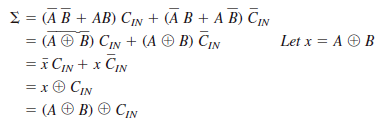 Σ = (A̅ B̅ + AB) C_IN + (A̅ B + A B̅) C̅_IN
= (A̅ ⊕ B̅) C_IN + (A ⊕ B) C̅_IN Let x = A ⊕ B
= x̅ C_IN + x C̅_IN
= x ⊕ C_IN
= (A ⊕ B) ⊕ C_IN